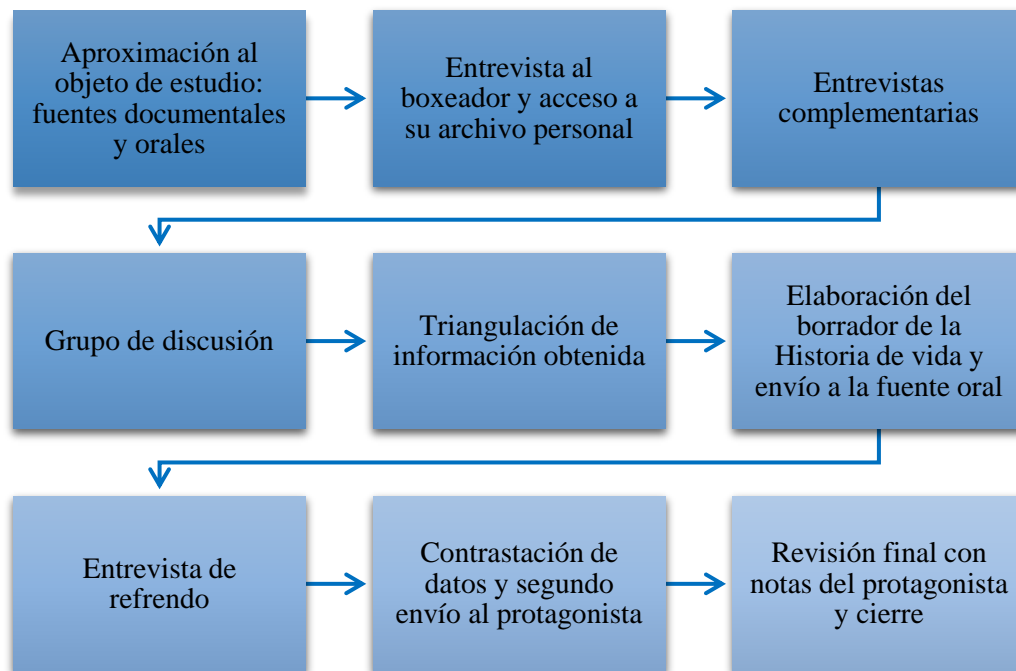 Aproximación al
objeto de estudio:
fuentes documentales
y orales
Entrevista al
boxeador y acceso a
su archivo personal
Entrevistas
complementarias
Grupo de discusión
Triangulación de
información obtenida
Elaboración del
borrador de la
Historia de vida y
envío a la fuente oral
Entrevista de
refrendo
Contrastación de
datos y segundo
envío al protagonista
Revisión final con
notas del protagonista
y cierre